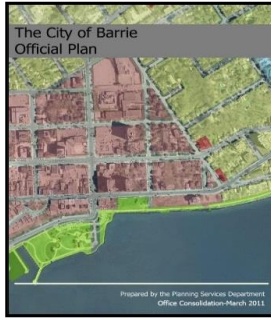 The City of Barrie
Official Plan
Prepared by the Planning Services Department
Office Consolidation-March 2011